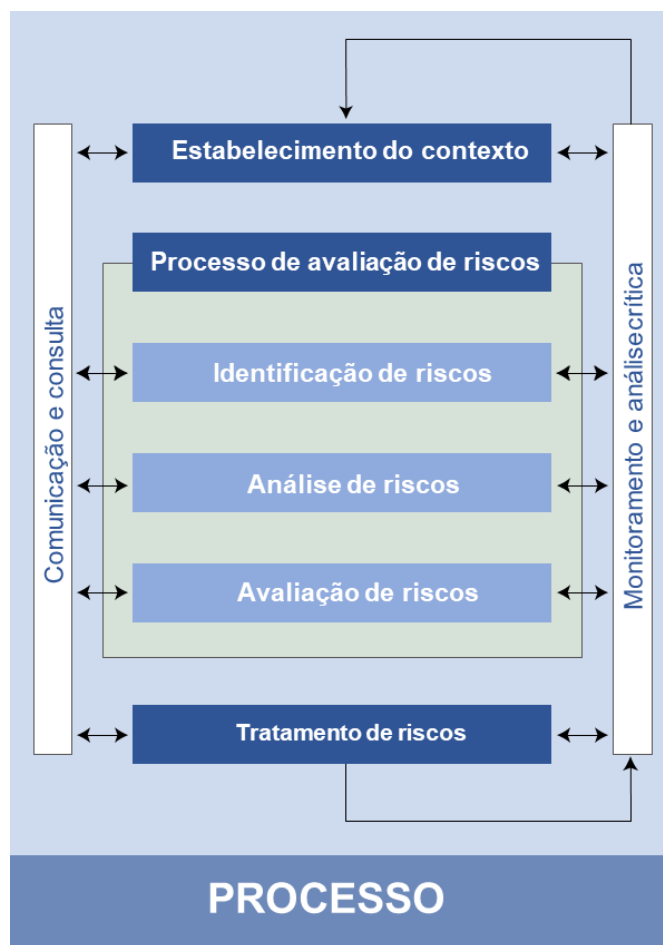 Estabelecimento do contexto
Processo de avaliação de riscos
Identificação de riscos
Análise de riscos
Avaliação de riscos
Tratamento de riscos
Comunicação e consulta
Monitoramento e análisecrítica
PROCESSO